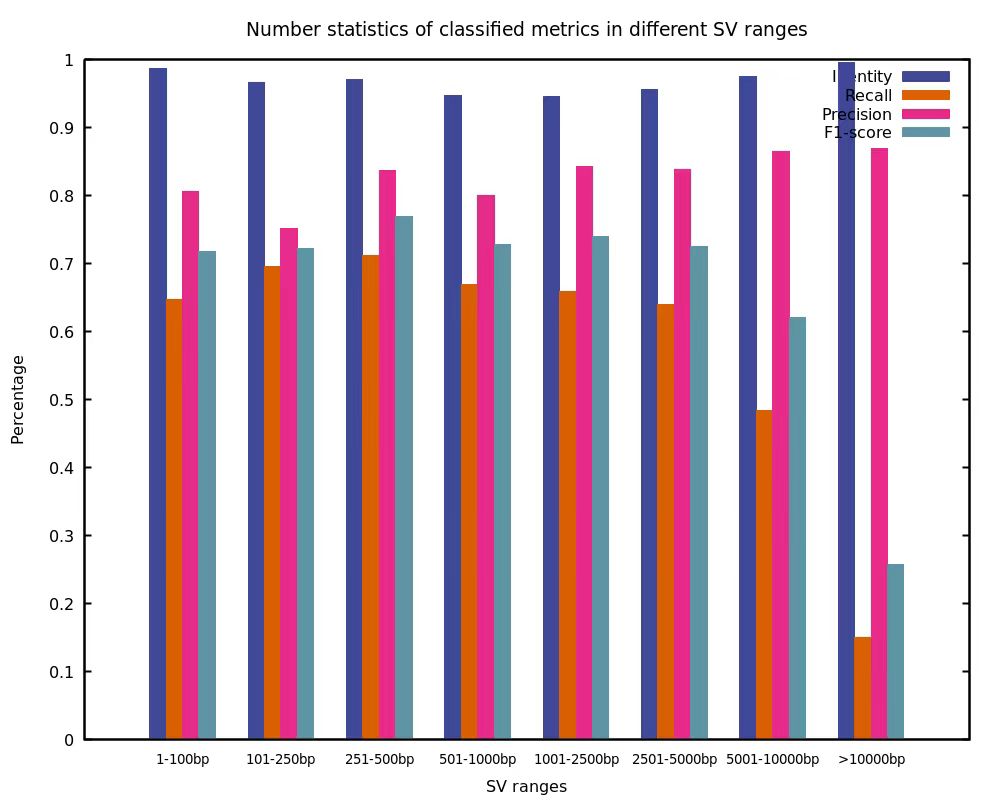 Number statistics of classified metrics in different SV ranges
Identity
Recall
Precision
F1-score
1
0.9
0.8
0.7
0.6
0.5
0.4
0.3
0.2
0.1
0
Percentage
1-100bp 101-250bp 251-500bp 501-1000bp 1001-2500bp 2501-5000bp 5001-10000bp >10000bp
SV ranges